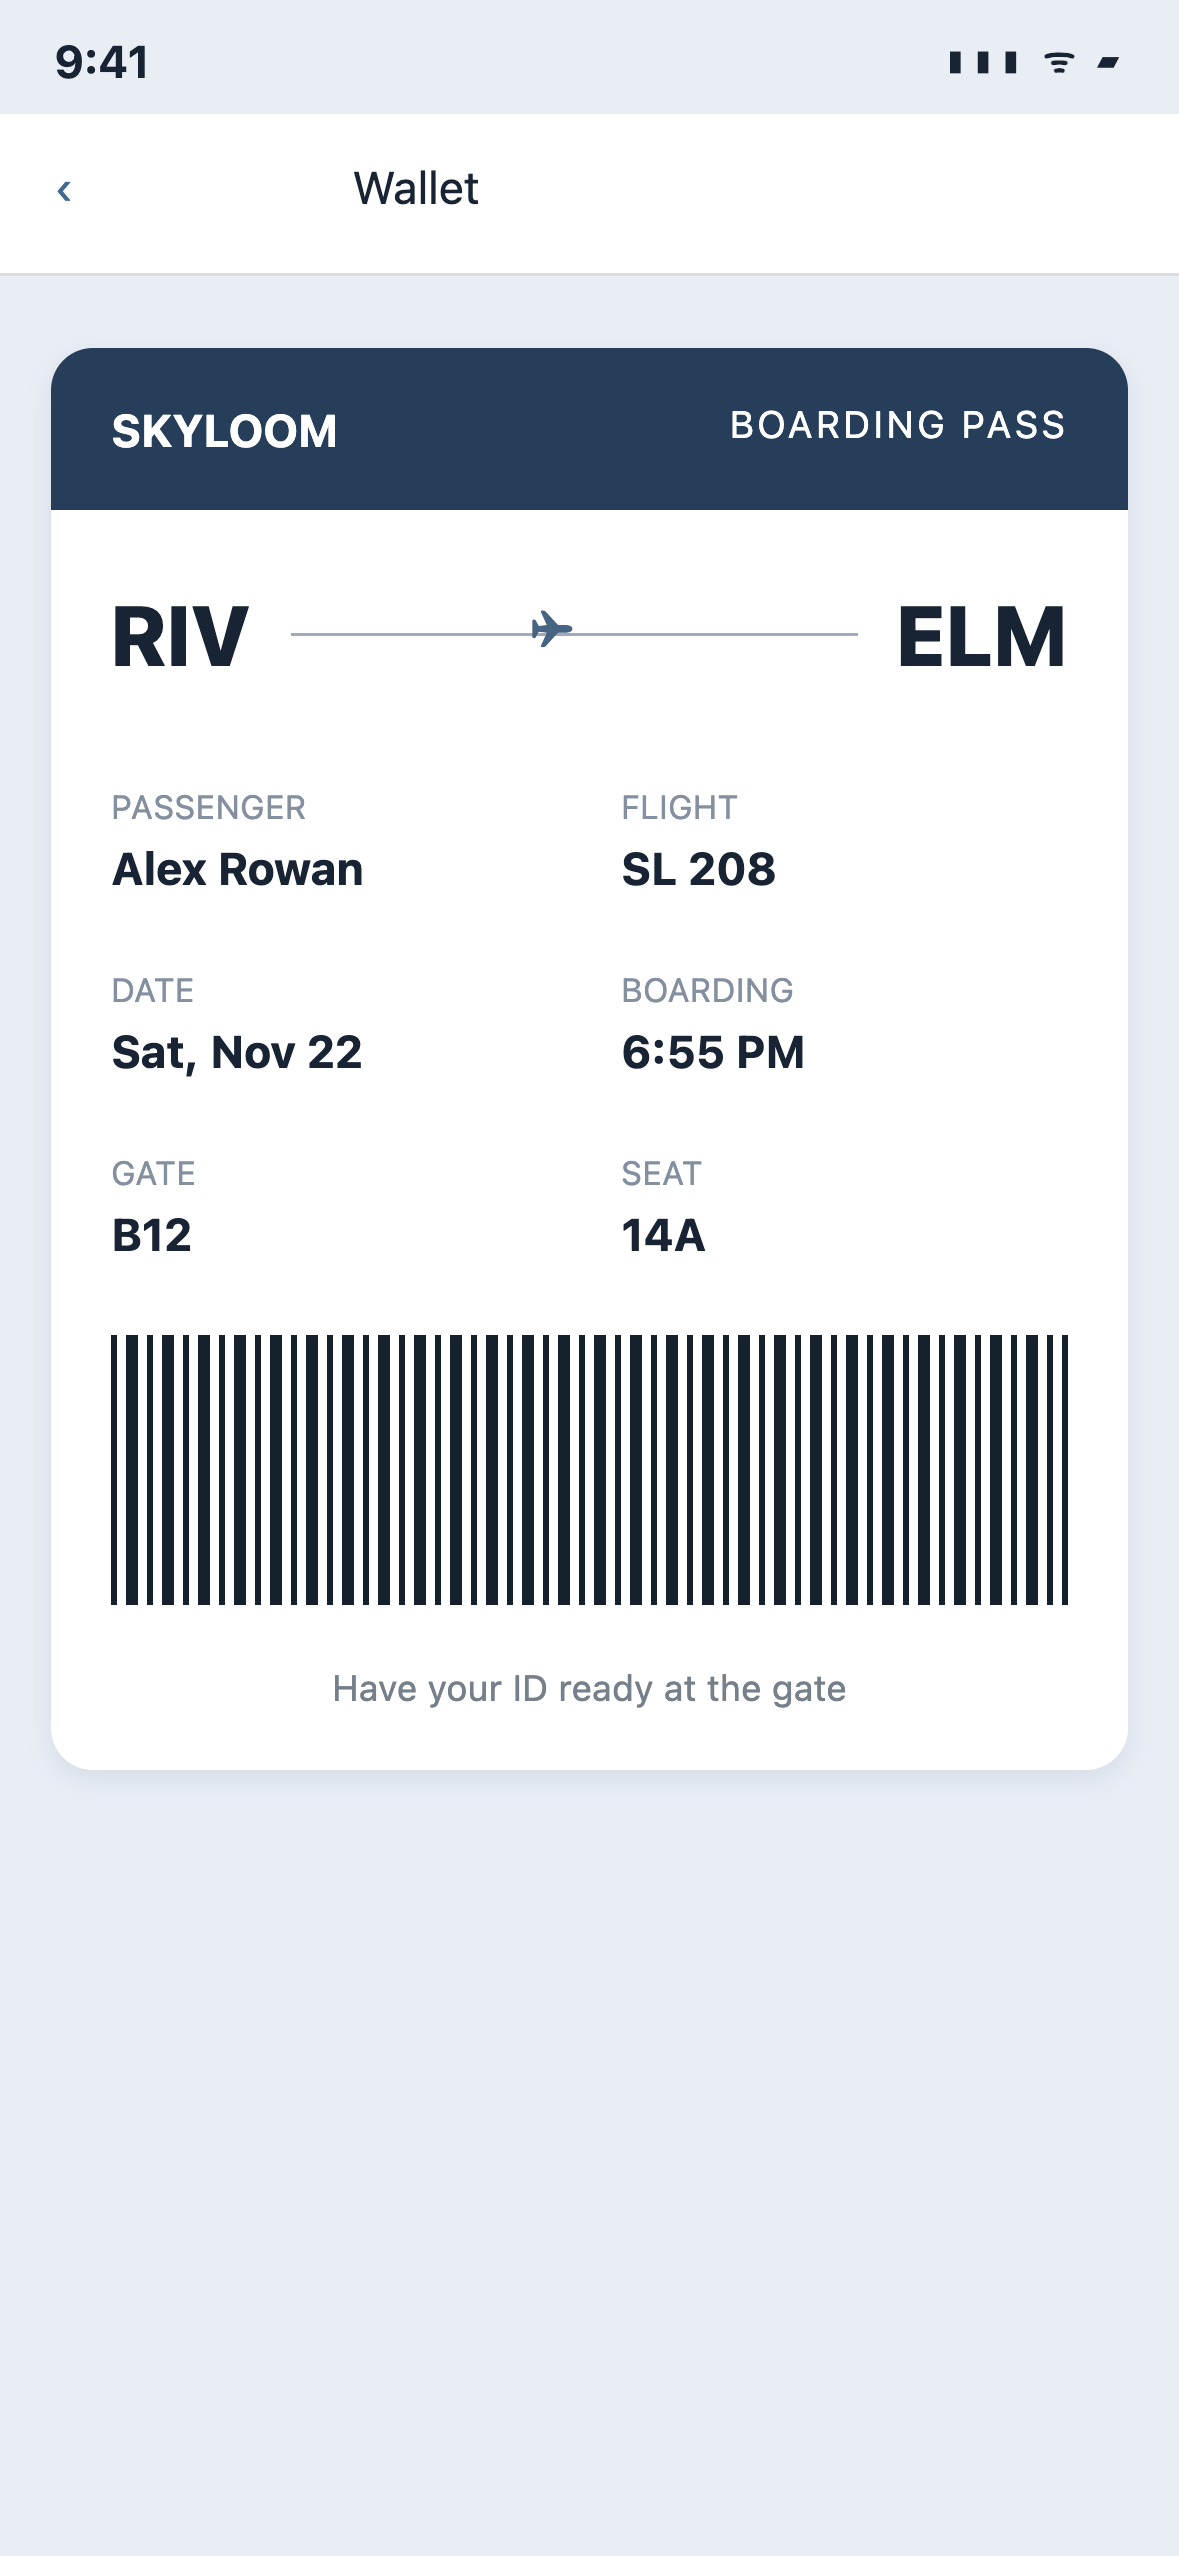 9:41
‹ Wallet
SKYLOOM BOARDING PASS
RIV ✈ ELM
PASSENGER FLIGHT
Alex Rowan SL 208
DATE BOARDING
Sat, Nov 22 6:55 PM
GATE SEAT
B12 14A
Have your ID ready at the gate